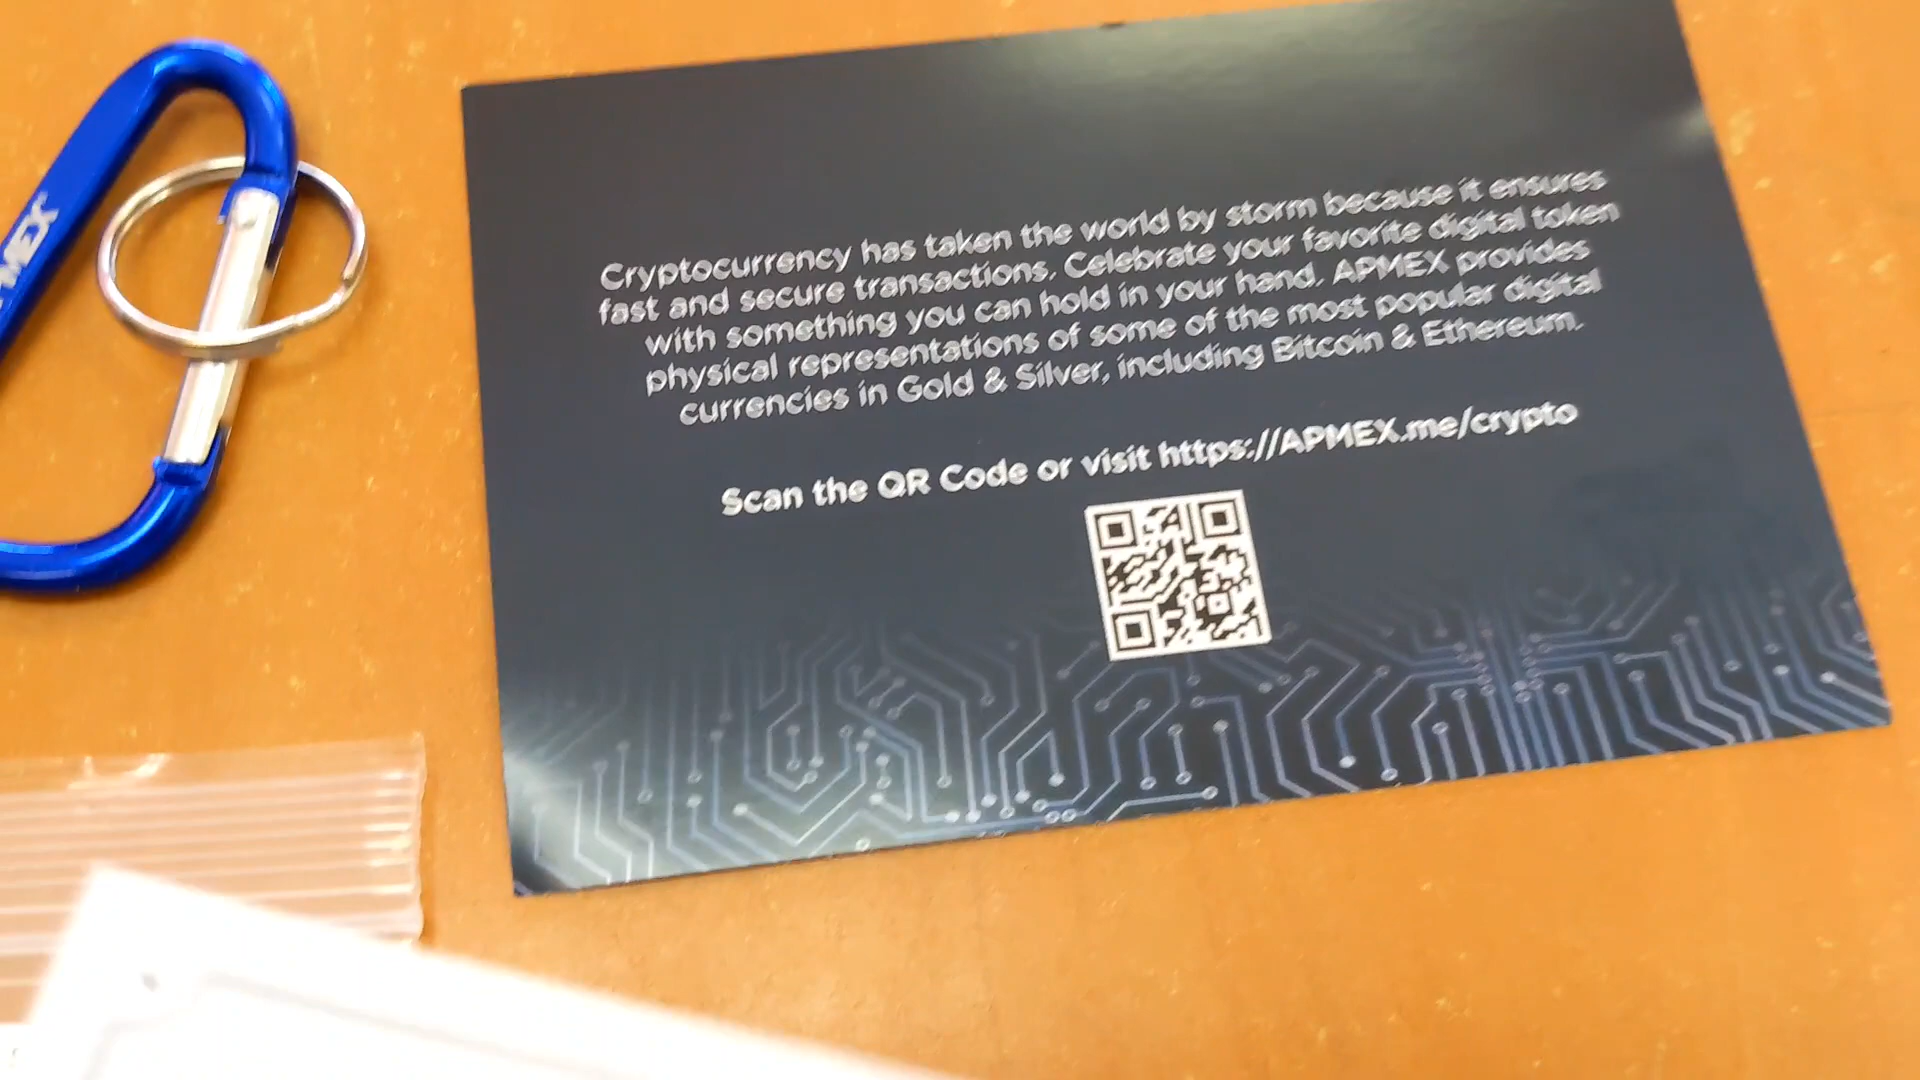 APMEX
Cryptocurrency has taken the world by storm because it ensures
fast and secure transactions. Celebrate your favorite digital token
with something you can hold in your hand. APMEX provides
physical representations of some of the most popular digital
currencies in Gold & Silver, including Bitcoin & Ethereum.
Scan the QR Code or visit https://APMEX.me/crypto